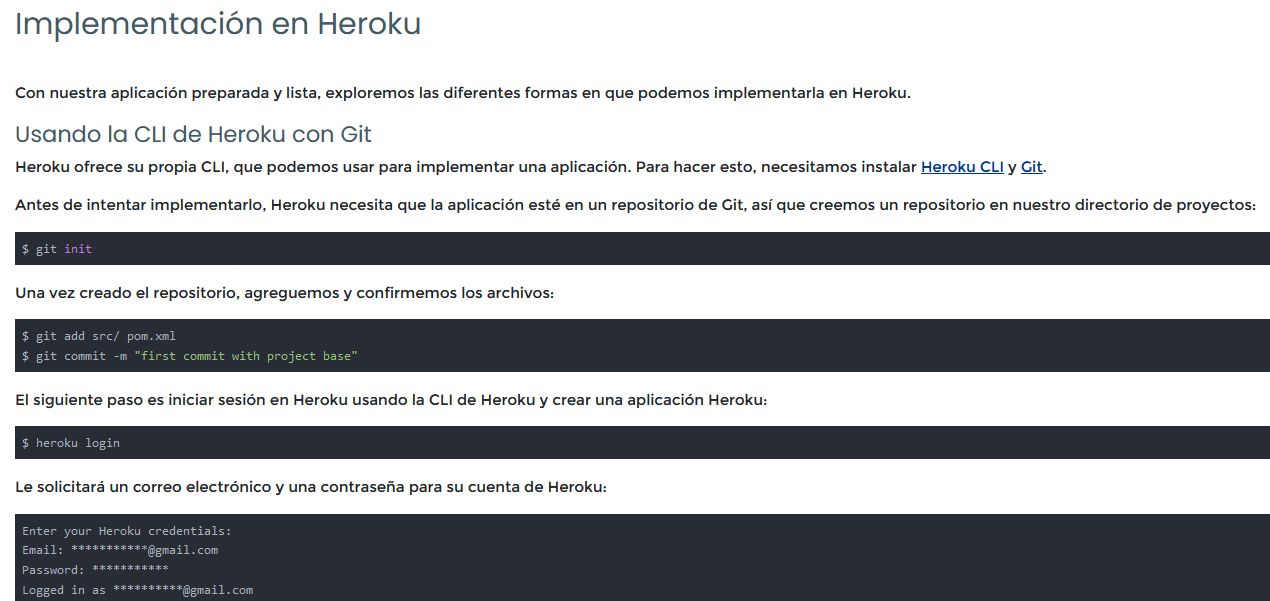 Implementación en Heroku
Con nuestra aplicación preparada y lista, exploremos las diferentes formas en que podemos implementarla en Heroku.
Usando la CLI de Heroku con Git
Heroku ofrece su propia CLI, que podemos usar para implementar una aplicación. Para hacer esto, necesitamos instalar Heroku CLI y Git.
Antes de intentar implementarlo, Heroku necesita que la aplicación esté en un repositorio de Git, así que creemos un repositorio en nuestro directorio de proyectos:
$ git init
Una vez creado el repositorio, agreguemos y confirmemos los archivos:
$ git add src/ pom.xml
$ git commit -m "first commit with project base"
El siguiente paso es iniciar sesión en Heroku usando la CLI de Heroku y crear una aplicación Heroku:
$ heroku login
Le solicitará un correo electrónico y una contraseña para su cuenta de Heroku:
Enter your Heroku credentials:
Email: ***********@gmail.com
Password: ***********
Logged in as **********@gmail.com